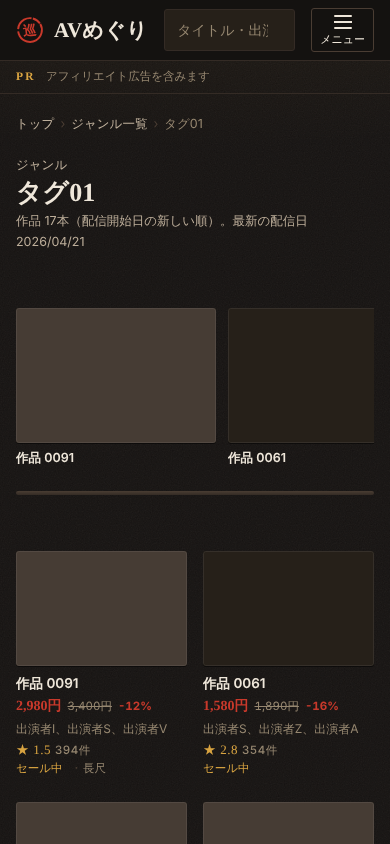 巡 AVめぐり
タイトル・出
メニュー
PR アフィリエイト広告を含みます
トップ › ジャンル一覧 › タグ01
ジャンル
タグ01
作品 17本（配信開始日の新しい順）。最新の配信日
2026/04/21
作品 0091
作品 0061
作品 0091
2,980円 3,400円 -12%
出演者I、出演者S、出演者V
★ 1.5 394件
セール中 · 長尺
作品 0061
1,580円 1,890円 -16%
出演者S、出演者Z、出演者A
★ 2.8 354件
セール中